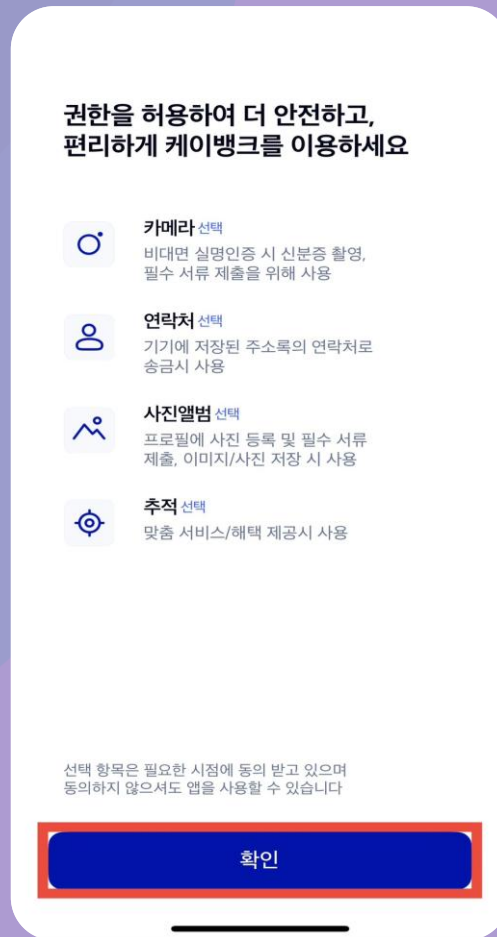 권한을 허용하여 더 안전하고,
편리하게 케이뱅크를 이용하세요
카메라 선택
비대면 실명인증 시 신분증 촬영,
필수 서류 제출을 위해 사용
연락처 선택
기기에 저장된 주소록의 연락처로
송금시 사용
사진앨범 선택
프로필에 사진 등록 및 필수 서류
제출, 이미지/사진 저장 시 사용
추적 선택
맞춤 서비스/해택 제공시 사용
선택 항목은 필요한 시점에 동의 받고 있으며
동의하지 않으셔도 앱을 사용할 수 있습니다
확인